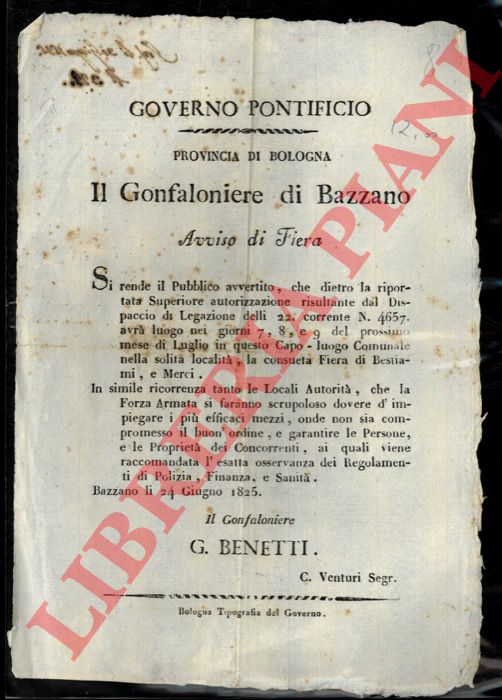 8
12.
GOVERNO PONTIFICIO
PROVINCIA DI BOLOGNA
Il Gonfaloniere di Bazzano
Avviso di Fiera
Si rende il Pubblico avvertito, che dietro la ripor-
tata Superiore autorizzazione risultante dal Dis-
paccio di Legazione delli 22. corrente N. 4657.
avrà luogo nei giorni 7, 8, e 9 del prossimo
mese di Luglio in questo Capo - luogo Comunale
nella solita località, la consueta Fiera di Bestia-
mi, e Merci.
In simile ricorrenza tanto le Locali Autorità, che la
Forza Armata si faranno scrupoloso dovere d' im-
piegare i più efficaci mezzi, onde non sia com-
promesso il buon' ordine, e garantire le Persone,
e le Proprietà dei Concorrenti, ai quali viene
raccomandata l'esatta osservanza dei Regolamen-
ti di Polizia, Finanza, e Sanità.
Bazzano li 24 Giugno 1825.
Il Gonfaloniere
G. BENETTI.
C. Venturi Segr.
Bologna Tipografia del Governo.
LIBRERIA PIANI